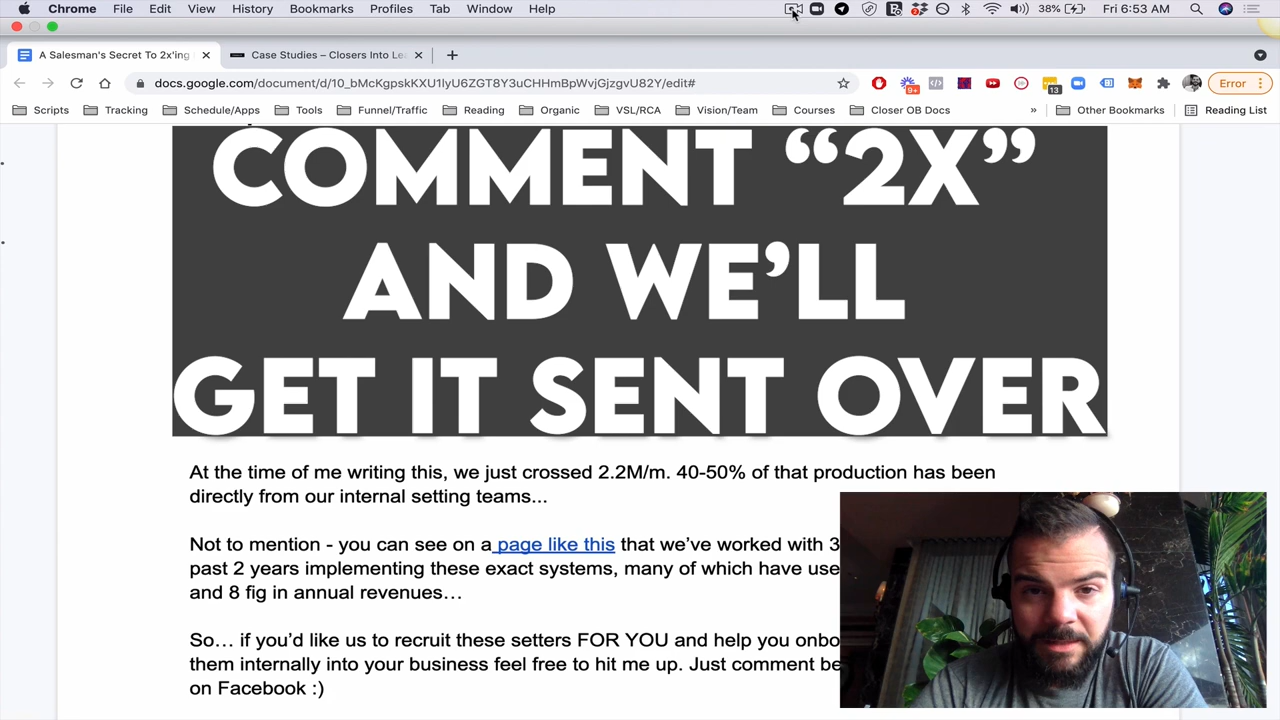 Chrome File Edit View History Bookmarks Profiles Tab Window Help 38% Fri 6:53 AM
A Salesman's Secret To 2x'ing Case Studies – Closers Into Le
docs.google.com/document/d/10_bMcKqpskKXU1lyU6ZGT8Y3uCHHmBpWvjGjzgvU82Y/edit# 9+ 13 Error
Scripts Tracking Schedule/Apps Tools Funnel/Traffic Reading Organic VSL/RCA Vision/Team Courses Closer OB Docs » Other Bookmarks Reading List
COMMENT “2X”
AND WE’LL
GET IT SENT OVER
At the time of me writing this, we just crossed 2.2M/m. 40-50% of that production has been
directly from our internal setting teams...
Not to mention - you can see on a page like this that we’ve worked with 3
past 2 years implementing these exact systems, many of which have use
and 8 fig in annual revenues…
So… if you’d like us to recruit these setters FOR YOU and help you onbo
them internally into your business feel free to hit me up. Just comment be
on Facebook :)